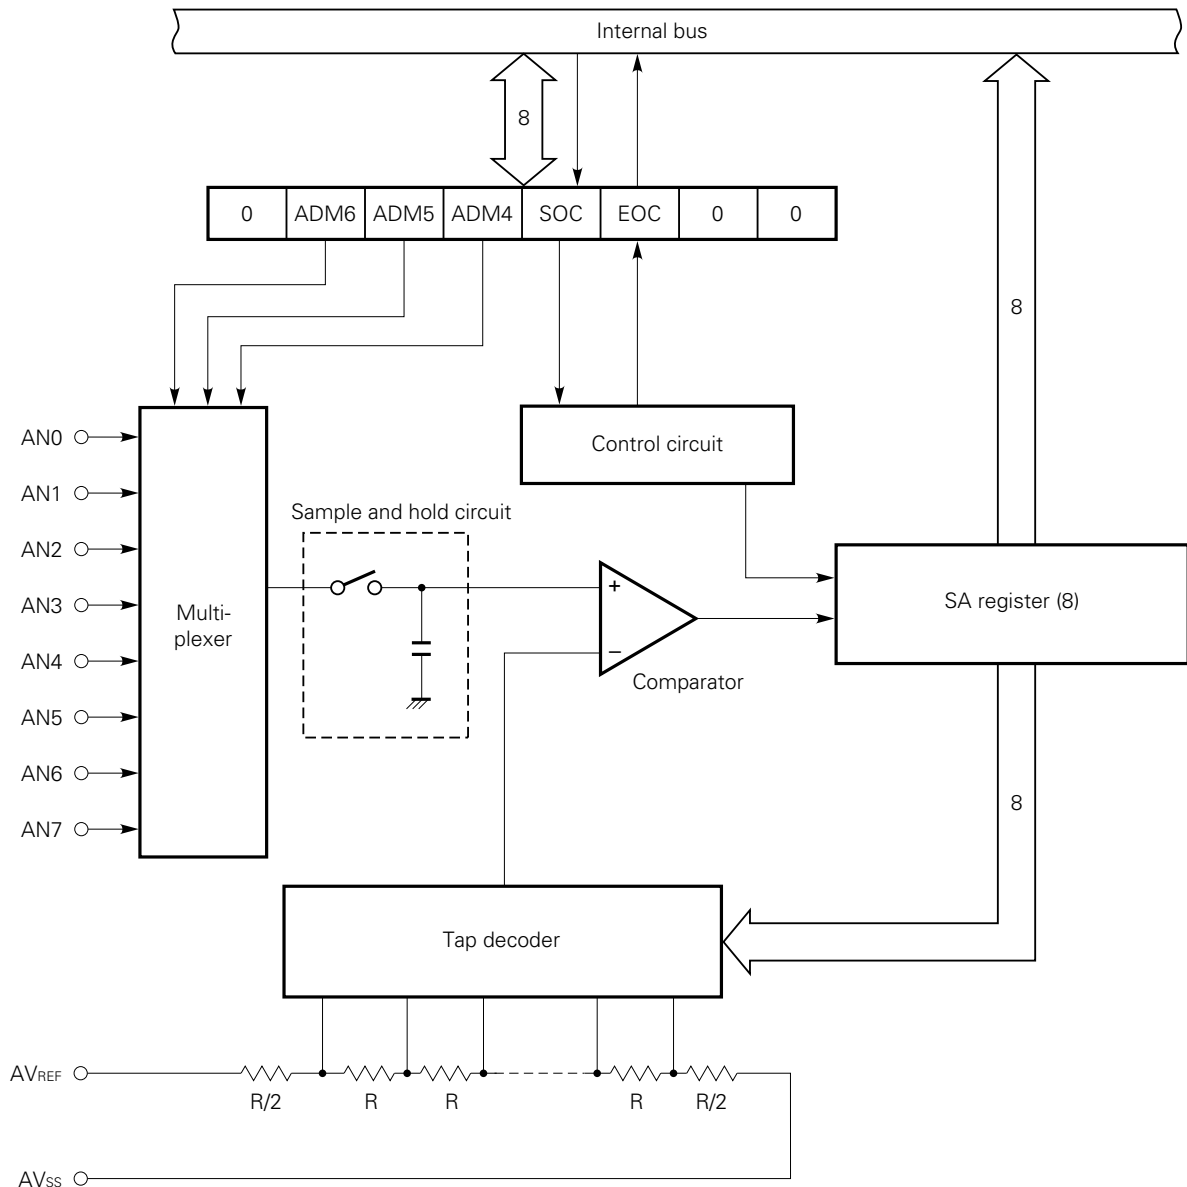 Internal bus
8
0 ADM6 ADM5 ADM4 SOC EOC 0 0
8
AN0
AN1
AN2
AN3
AN4
AN5
AN6
AN7
Multi-
plexer
Control circuit
Sample and hold circuit
+
−
Comparator
SA register (8)
8
Tap decoder
AVREF
R/2 R R R R/2
AVSS